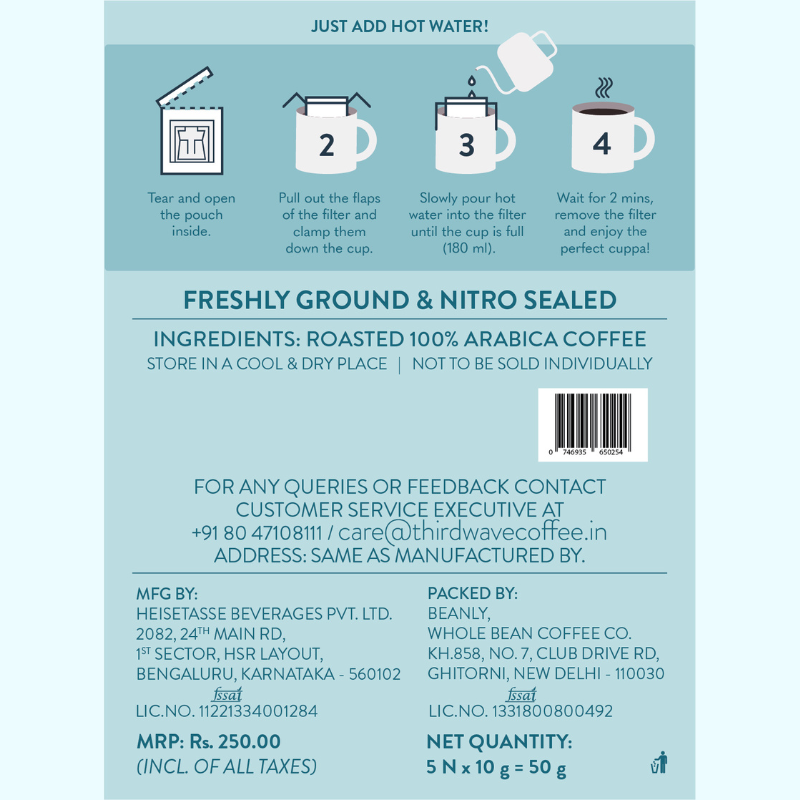 JUST ADD HOT WATER!
Tear and open
the pouch
inside.
2
Pull out the flaps
of the filter and
clamp them
down the cup.
3
Slowly pour hot
water into the filter
until the cup is full
(180 ml).
4
Wait for 2 mins,
remove the filter
and enjoy the
perfect cuppa!
FRESHLY GROUND & NITRO SEALED
INGREDIENTS: ROASTED 100% ARABICA COFFEE
STORE IN A COOL & DRY PLACE | NOT TO BE SOLD INDIVIDUALLY
0 746935 650254
FOR ANY QUERIES OR FEEDBACK CONTACT
CUSTOMER SERVICE EXECUTIVE AT
+91 80 47108111 / care@thirdwavecoffee.in
ADDRESS: SAME AS MANUFACTURED BY.
MFG BY:
HEISETASSE BEVERAGES PVT. LTD.
2082, 24TH MAIN RD,
1ST SECTOR, HSR LAYOUT,
BENGALURU, KARNATAKA - 560102
fssai
LIC.NO. 11221334001284
MRP: Rs. 250.00
(INCL. OF ALL TAXES)
PACKED BY:
BEANLY,
WHOLE BEAN COFFEE CO.
KH.858, NO. 7, CLUB DRIVE RD,
GHITORNI, NEW DELHI - 110030
fssai
LIC.NO. 1331800800492
NET QUANTITY:
5 N x 10 g = 50 g